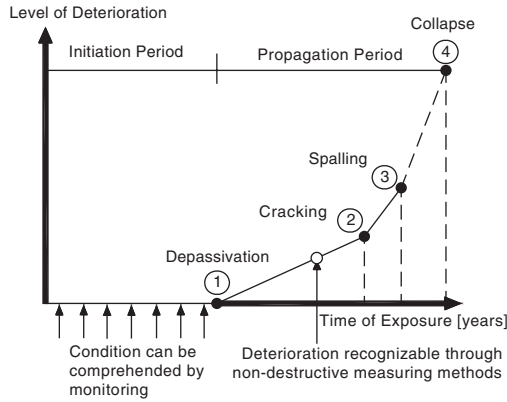 Level of Deterioration
Collapse
4
Initiation Period
Propagation Period
Spalling
3
Cracking
2
Depassivation
1
Time of Exposure [years]
Condition can be
comprehended by
monitoring
Deterioration recognizable through
non-destructive measuring methods